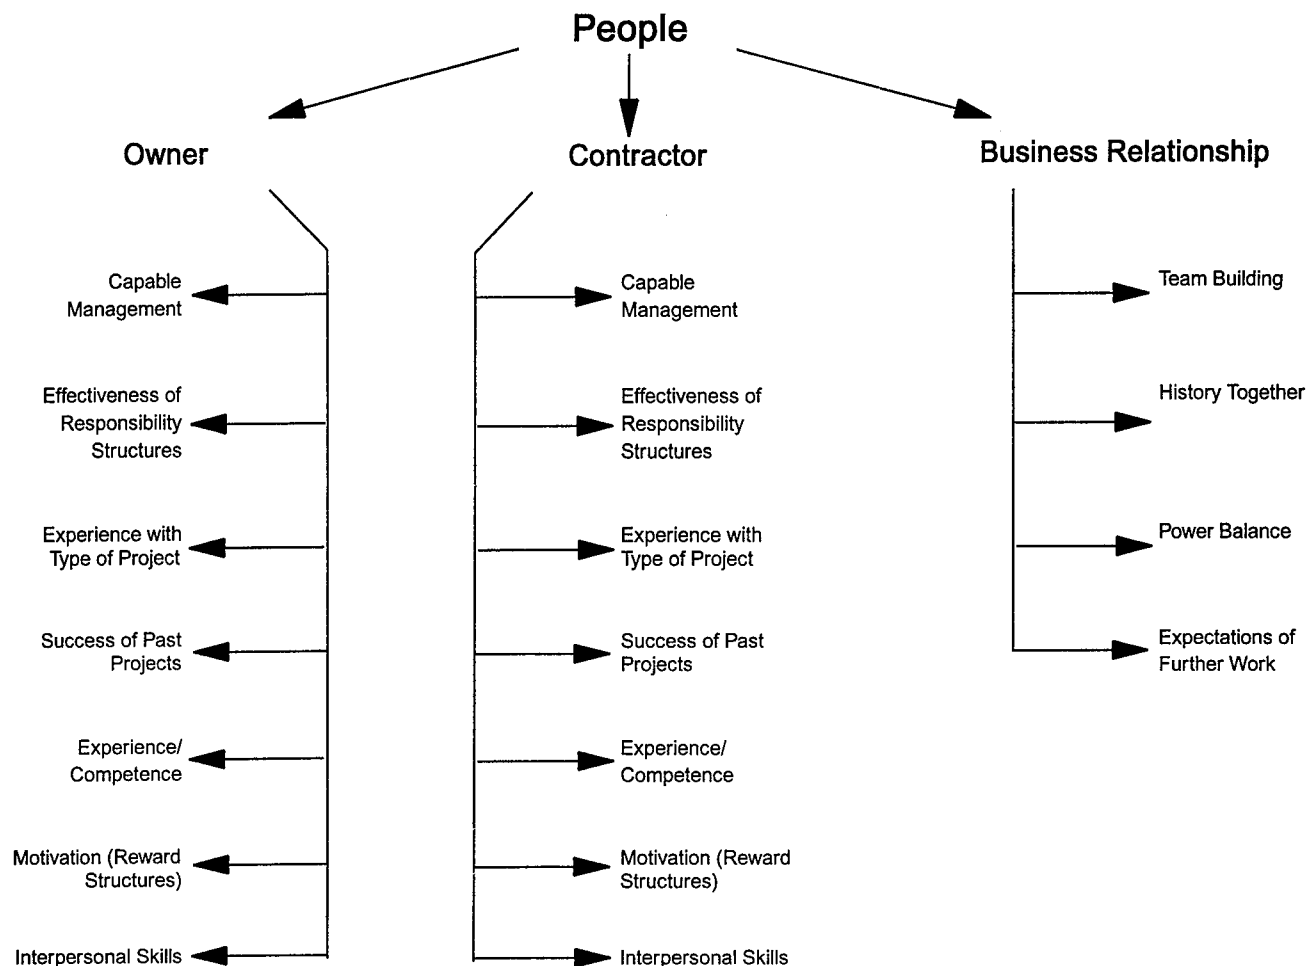 People
Owner
Contractor
Business Relationship
Capable
Management
Effectiveness of
Responsibility
Structures
Experience with
Type of Project
Success of Past
Projects
Experience/
Competence
Motivation (Reward
Structures)
Interpersonal Skills
Capable
Management
Effectiveness of
Responsibility
Structures
Experience with
Type of Project
Success of Past
Projects
Experience/
Competence
Motivation (Reward
Structures)
Interpersonal Skills
Team Building
History Together
Power Balance
Expectations of
Further Work